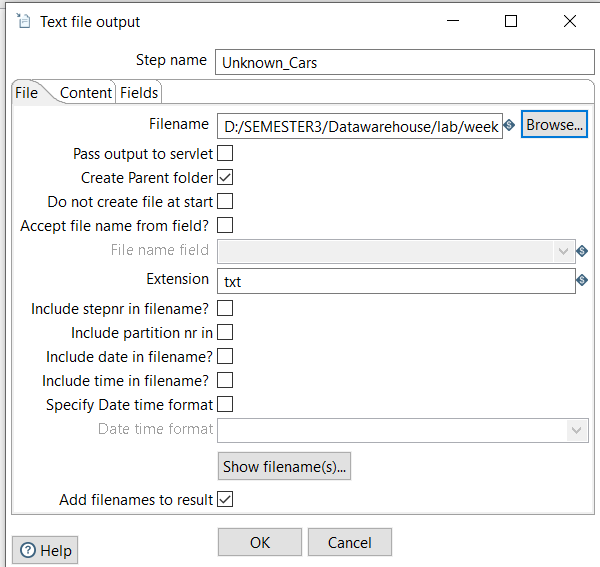 Text file output
Step name Unknown_Cars
File Content Fields
Filename D:/SEMESTER3/Datawarehouse/lab/week Browse...
Pass output to servlet
Create Parent folder
Do not create file at start
Accept file name from field?
File name field
Extension txt
Include stepnr in filename?
Include partition nr in
Include date in filename?
Include time in filename?
Specify Date time format
Date time format
Show filename(s)...
Add filenames to result
OK Cancel
Help